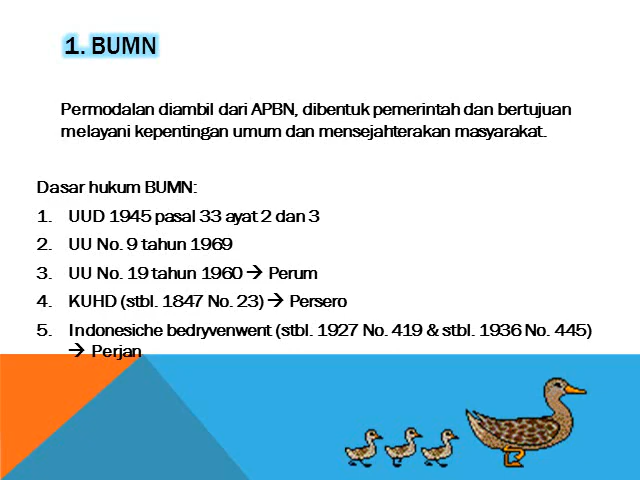 1. BUMN
Permodalan diambil dari APBN, dibentuk pemerintah dan bertujuan
melayani kepentingan umum dan mensejahterakan masyarakat.
Dasar hukum BUMN:
1. UUD 1945 pasal 33 ayat 2 dan 3
2. UU No. 9 tahun 1969
3. UU No. 19 tahun 1960 → Perum
4. KUHD (stbl. 1847 No. 23) → Persero
5. Indonesiche bedryvenwent (stbl. 1927 No. 419 & stbl. 1936 No. 445)
→ Perjan